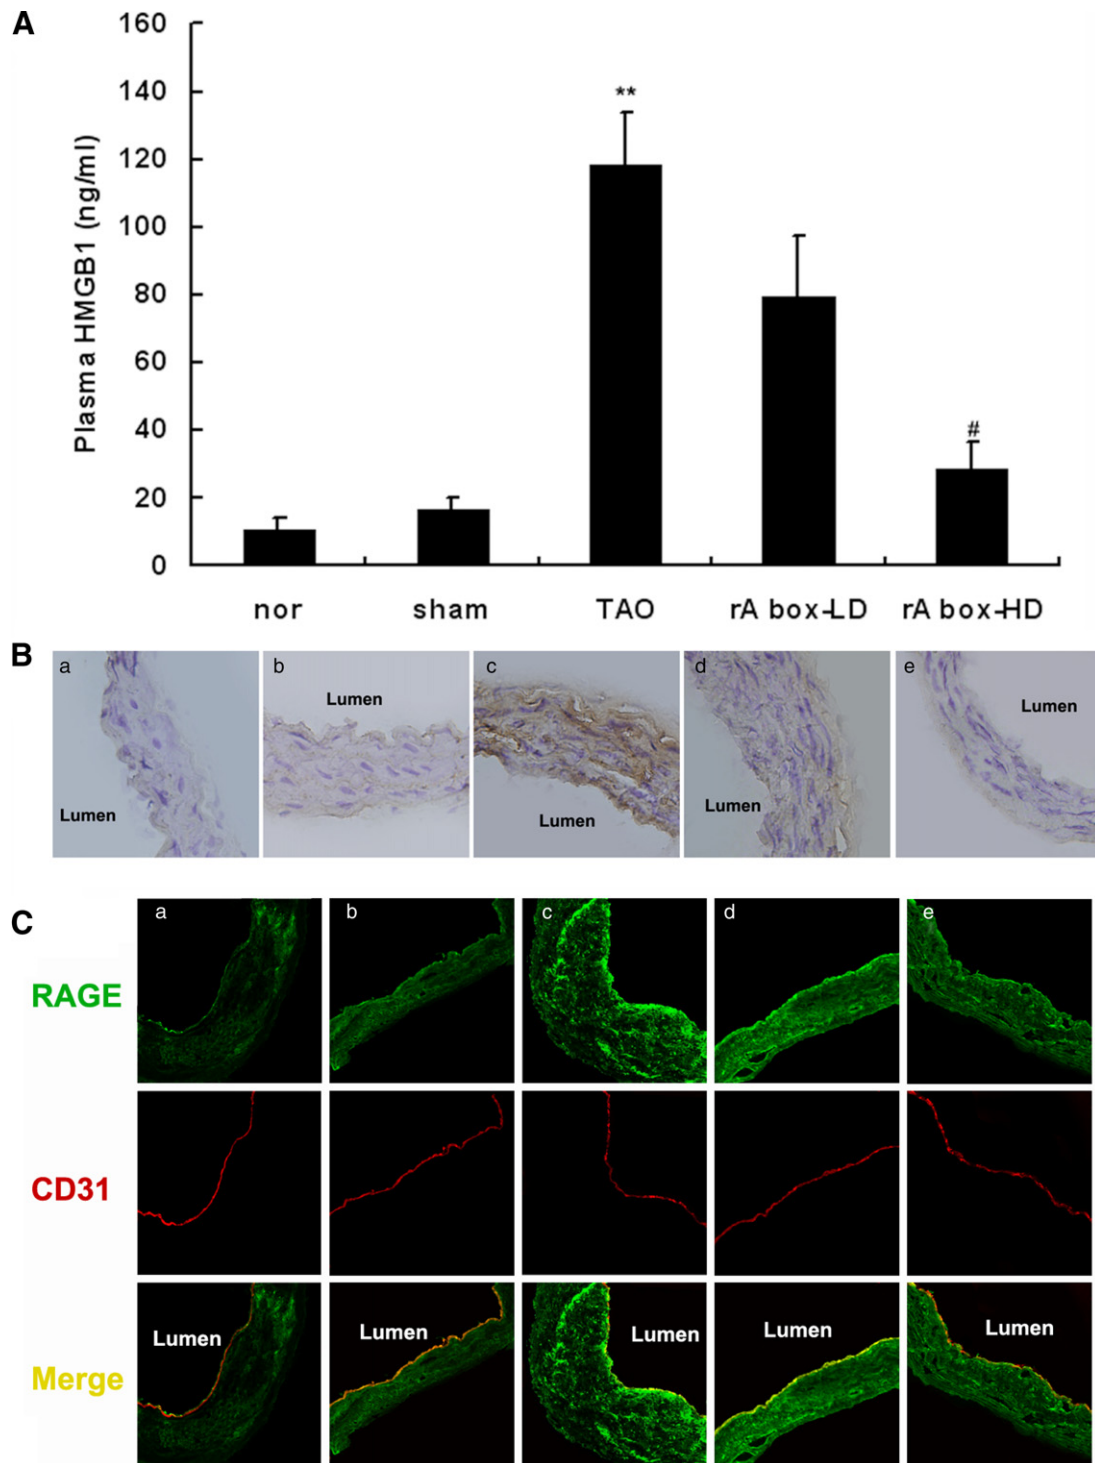 A
160
140
120
100
80
60
40
20
0
Plasma HMGB1 (ng/ml)
**
#
nor sham TAO rA box-LD rA box-HD
B
a b c d e
Lumen Lumen Lumen Lumen Lumen
C
a b c d e
RAGE
CD31
Merge
Lumen Lumen Lumen Lumen Lumen